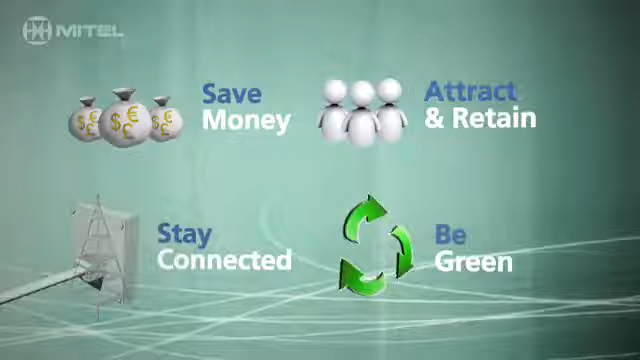 MITEL
Save
Money
Attract
& Retain
$€£
$€£
$€£
Stay
Connected
Be
Green